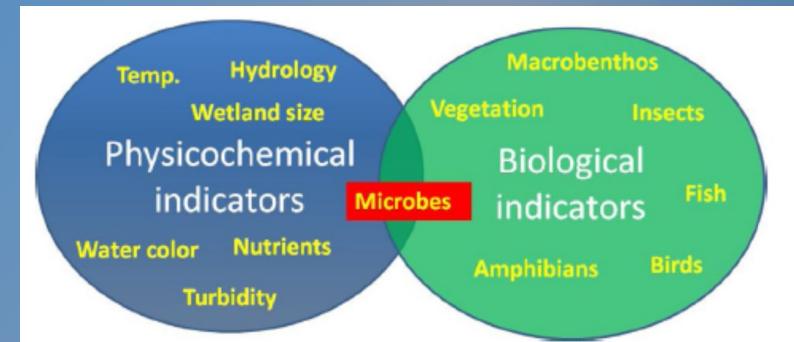 Temp.
Hydrology
Wetland size
Physicochemical
indicators
Water color
Nutrients
Turbidity
Microbes
Macrobenthos
Vegetation
Insects
Biological
indicators
Fish
Amphibians
Birds